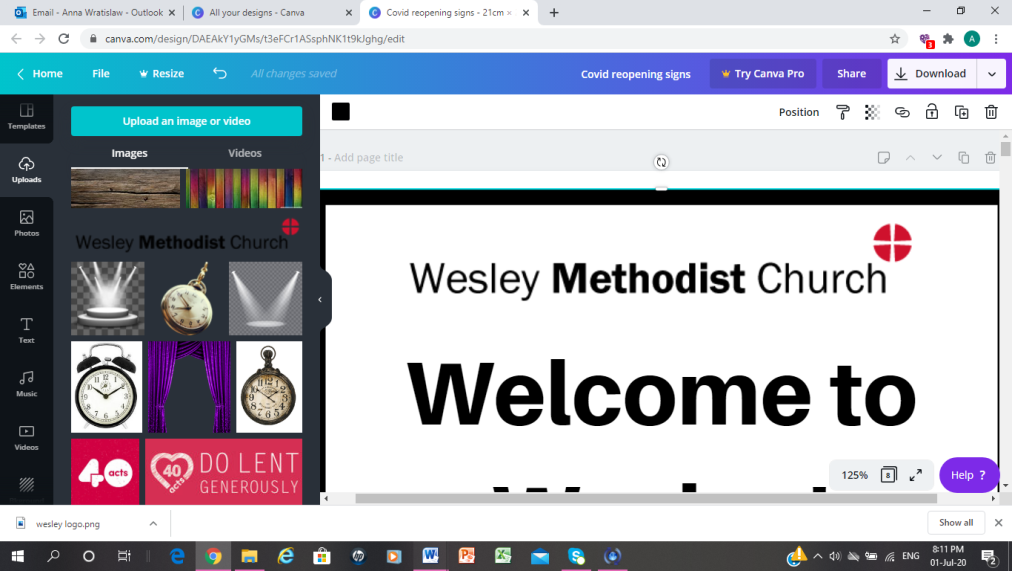 Email - Anna Wratislaw - Outlook
All your designs - Canva
Covid reopening signs - 21cm ×
canva.com/design/DAEAkY1yGMs/t3eFCr1ASsphNK1t9kJghg/edit
3
A
Home
File
Resize
All changes saved
Covid reopening signs
Try Canva Pro
Share
Download
Templates
Uploads
Photos
Elements
Text
Music
Videos
Upload an image or video
Images
Videos
Wesley Methodist Church
40 acts
40 acts
DO LENT
GENEROUSLY
Position
1 - Add page title
Wesley Methodist Church
Welcome to
125%
8
Help ?
wesley logo.png
Show all
ENG
8:11 PM
01-Jul-20
2